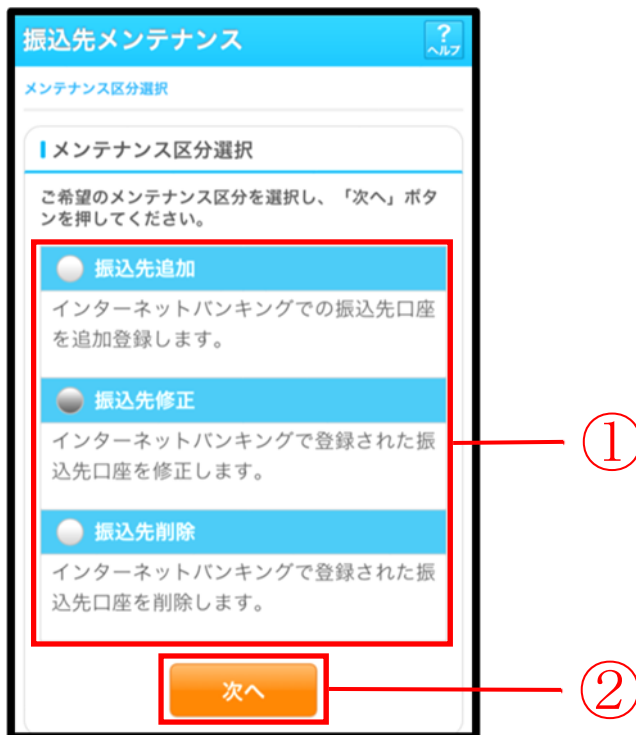 振込先メンテナンス
?
ヘルプ
メンテナンス区分選択
メンテナンス区分選択
ご希望のメンテナンス区分を選択し、「次へ」ボタ
ンを押してください。
振込先追加
インターネットバンキングでの振込先口座
を追加登録します。
振込先修正
インターネットバンキングで登録された振
込先口座を修正します。
①
振込先削除
インターネットバンキングで登録された振
込先口座を削除します。
次へ
②